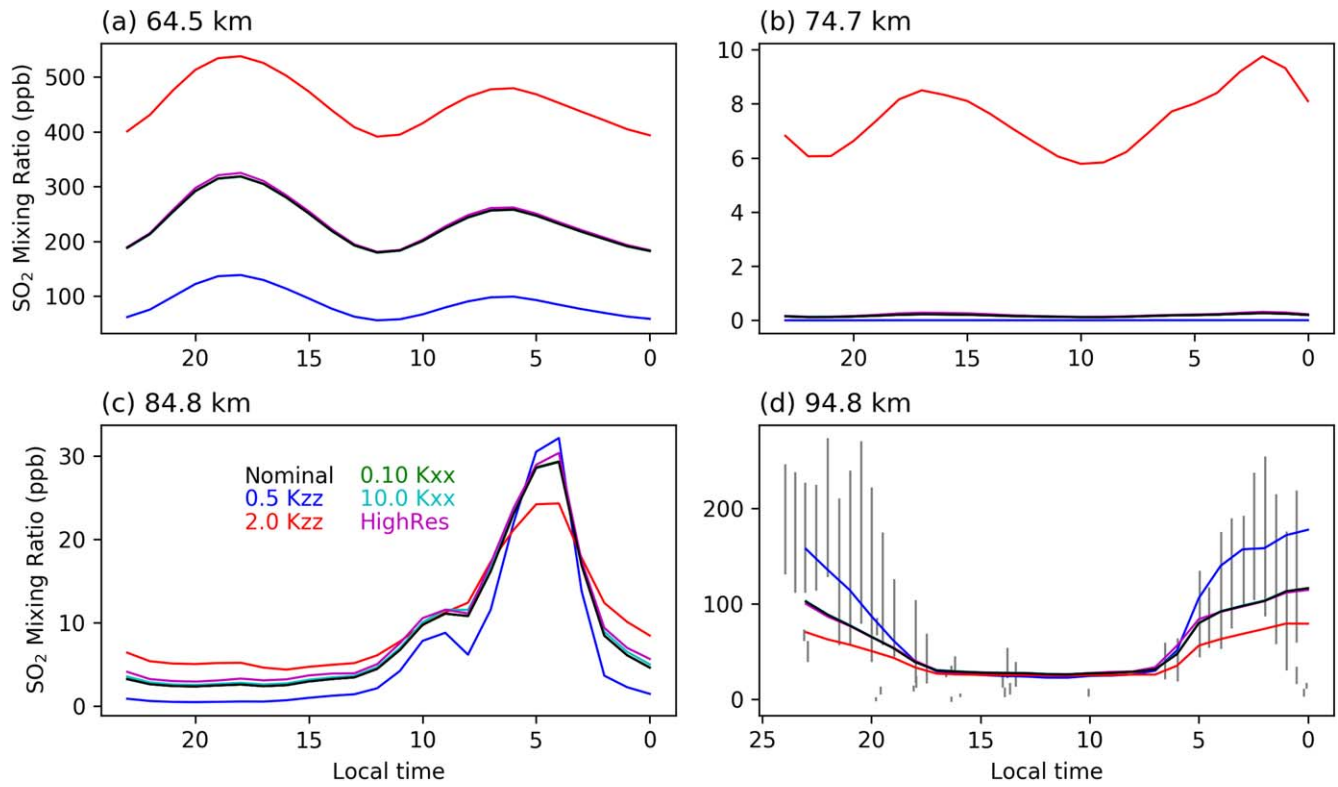 (a) 64.5 km
SO₂ Mixing Ratio (ppb)
500
400
300
200
100
20 15 10 5 0
(b) 74.7 km
10
8
6
4
2
0
20 15 10 5 0
(c) 84.8 km
SO₂ Mixing Ratio (ppb)
30
20
10
0
Nominal 0.10 Kxx
0.5 Kzz 10.0 Kxx
2.0 Kzz HighRes
20 15 10 5 0
Local time
(d) 94.8 km
200
100
0
25 20 15 10 5 0
Local time